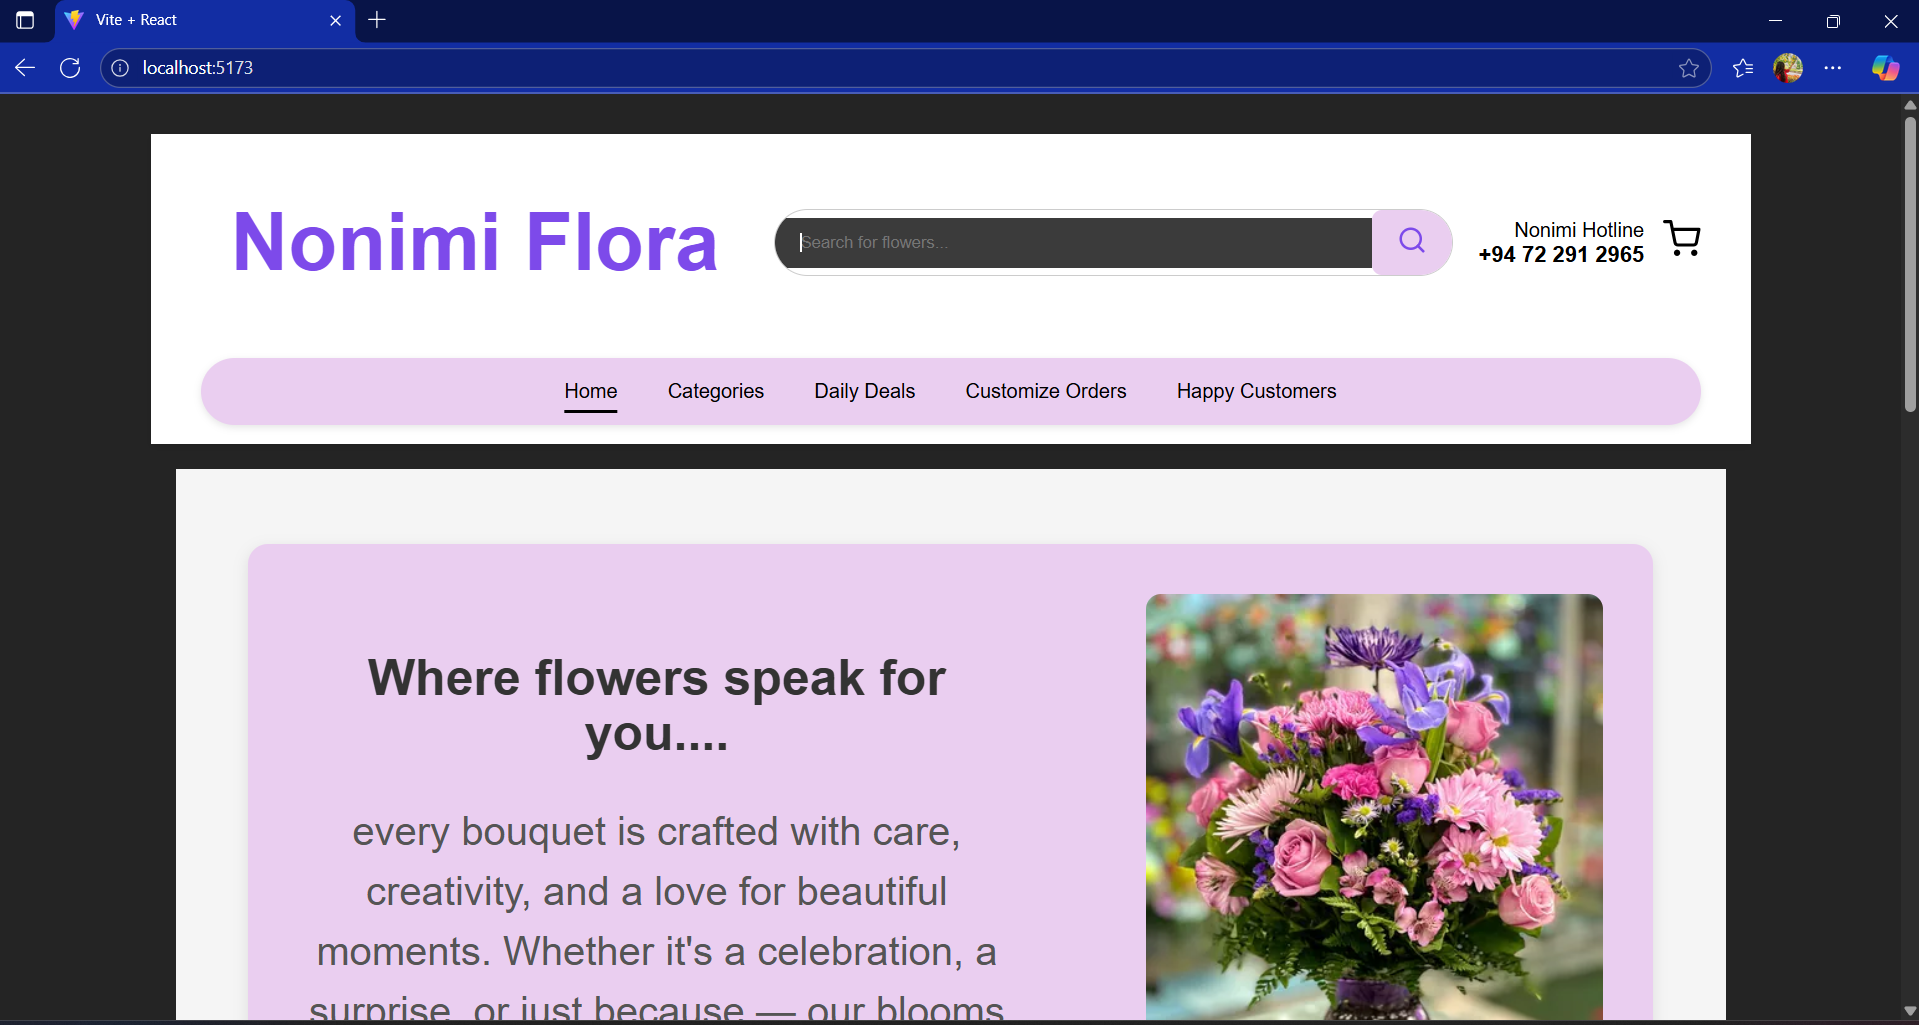 Vite + React
localhost:5173
Nonimi Flora
Search for flowers...
Nonimi Hotline
+94 72 291 2965
Home Categories Daily Deals Customize Orders Happy Customers
Where flowers speak for
you....
every bouquet is crafted with care,
creativity, and a love for beautiful
moments. Whether it's a celebration, a
surprise, or just because — our blooms